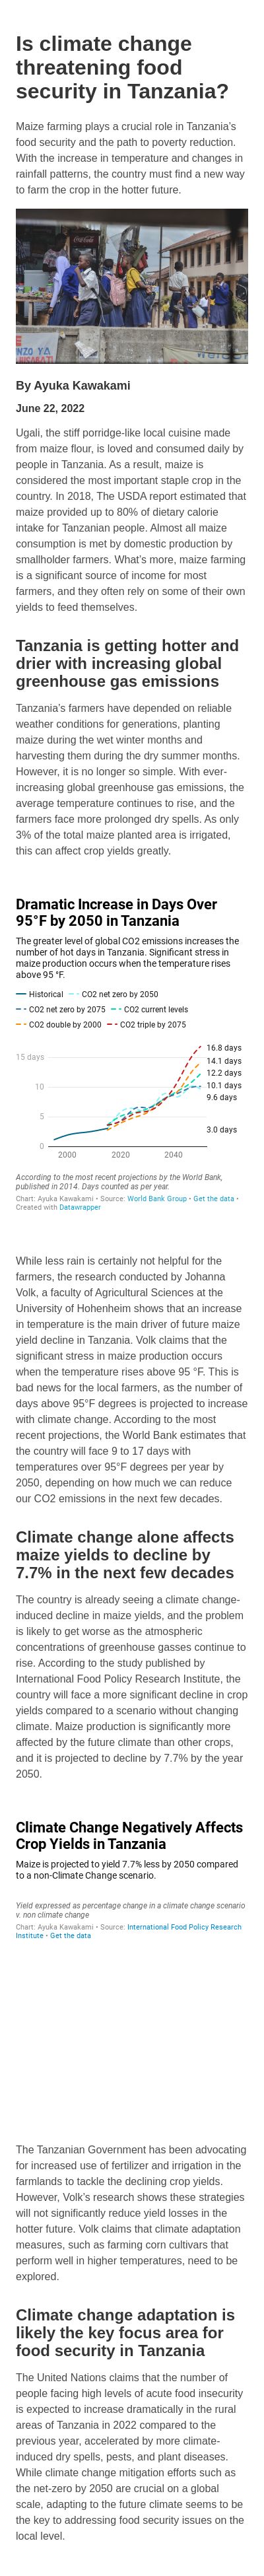 Is climate change
threatening food
security in Tanzania?
Maize farming plays a crucial role in Tanzania's
food security and the path to poverty reduction.
With the increase in temperature and changes in
rainfall patterns, the country must find a new way
to farm the crop in the hotter future.
NZO YA
By Ayuka Kawakami
June 22, 2022
Ugali, the stiff porridge-like local cuisine made
from maize flour, is loved and consumed daily by
people in Tanzania. As a result, maize is
considered the most important staple crop in the
country. In 2018, The USDA report estimated that
maize provided up to 80% of dietary calorie
intake for Tanzanian people. Almost all maize
consumption is met by domestic production by
smallholder farmers. What's more, maize farming
is a significant source of income for most
farmers, and they often rely on some of their own
yields to feed themselves.
Tanzania is getting hotter and
drier with increasing global
greenhouse gas emissions
Tanzania's farmers have depended on reliable
weather conditions for generations, planting
maize during the wet winter months and
harvesting them during the dry summer months.
However, it is no longer so simple. With ever-
increasing global greenhouse gas emissions, the
average temperature continues to rise, and the
farmers face more prolonged dry spells. As only
3% of the total maize planted area is irrigated,
this can affect crop yields greatly.
Dramatic Increase in Days Over
95°F by 2050 in Tanzania
The greater level of global CO2 emissions increases the
number of hot days in Tanzania. Significant stress in
maize production occurs when the temperature rises
above 95 °F.
Historical CO2 net zero by 2050
CO2 net zero by 2075 CO2 current levels
CO2 double by 2000 CO2 triple by 2075
16.8 days
15 days
14.1 days
12.2 days
10 10.1 days
9.6 days
5
3.0 days
0
2000 2020 2040
According to the most recent projections by the World Bank,
published in 2014. Days counted as per year.
Chart: Ayuka Kawakami • Source: World Bank Group • Get the data •
Created with Datawrapper
While less rain is certainly not helpful for the
farmers, the research conducted by Johanna
Volk, a faculty of Agricultural Sciences at the
University of Hohenheim shows that an increase
in temperature is the main driver of future maize
yield decline in Tanzania. Volk claims that the
significant stress in maize production occurs
when the temperature rises above 95 °F. This is
bad news for the local farmers, as the number of
days above 95°F degrees is projected to increase
with climate change. According to the most
recent projections, the World Bank estimates that
the country will face 9 to 17 days with
temperatures over 95°F degrees per year by
2050, depending on how much we can reduce
our CO2 emissions in the next few decades.
Climate change alone affects
maize yields to decline by
7.7% in the next few decades
The country is already seeing a climate change-
induced decline in maize yields, and the problem
is likely to get worse as the atmospheric
concentrations of greenhouse gasses continue to
rise. According to the study published by
International Food Policy Research Institute, the
country will face a more significant decline in crop
yields compared to a scenario without changing
climate. Maize production is significantly more
affected by the future climate than other crops,
and it is projected to decline by 7.7% by the year
2050.
Climate Change Negatively Affects
Crop Yields in Tanzania
Maize is projected to yield 7.7% less by 2050 compared
to a non-Climate Change scenario.
Yield expressed as percentage change in a climate change scenario
v. non climate change
Chart: Ayuka Kawakami • Source: International Food Policy Research
Institute • Get the data
The Tanzanian Government has been advocating
for increased use of fertilizer and irrigation in the
farmlands to tackle the declining crop yields.
However, Volk's research shows these strategies
will not significantly reduce yield losses in the
hotter future. Volk claims that climate adaptation
measures, such as farming corn cultivars that
perform well in higher temperatures, need to be
explored.
Climate change adaptation is
likely the key focus area for
food security in Tanzania
The United Nations claims that the number of
people facing high levels of acute food insecurity
is expected to increase dramatically in the rural
areas of Tanzania in 2022 compared to the
previous year, accelerated by more climate-
induced dry spells, pests, and plant diseases.
While climate change mitigation efforts such as
the net-zero by 2050 are crucial on a global
scale, adapting to the future climate seems to be
the key to addressing food security issues on the
local level.